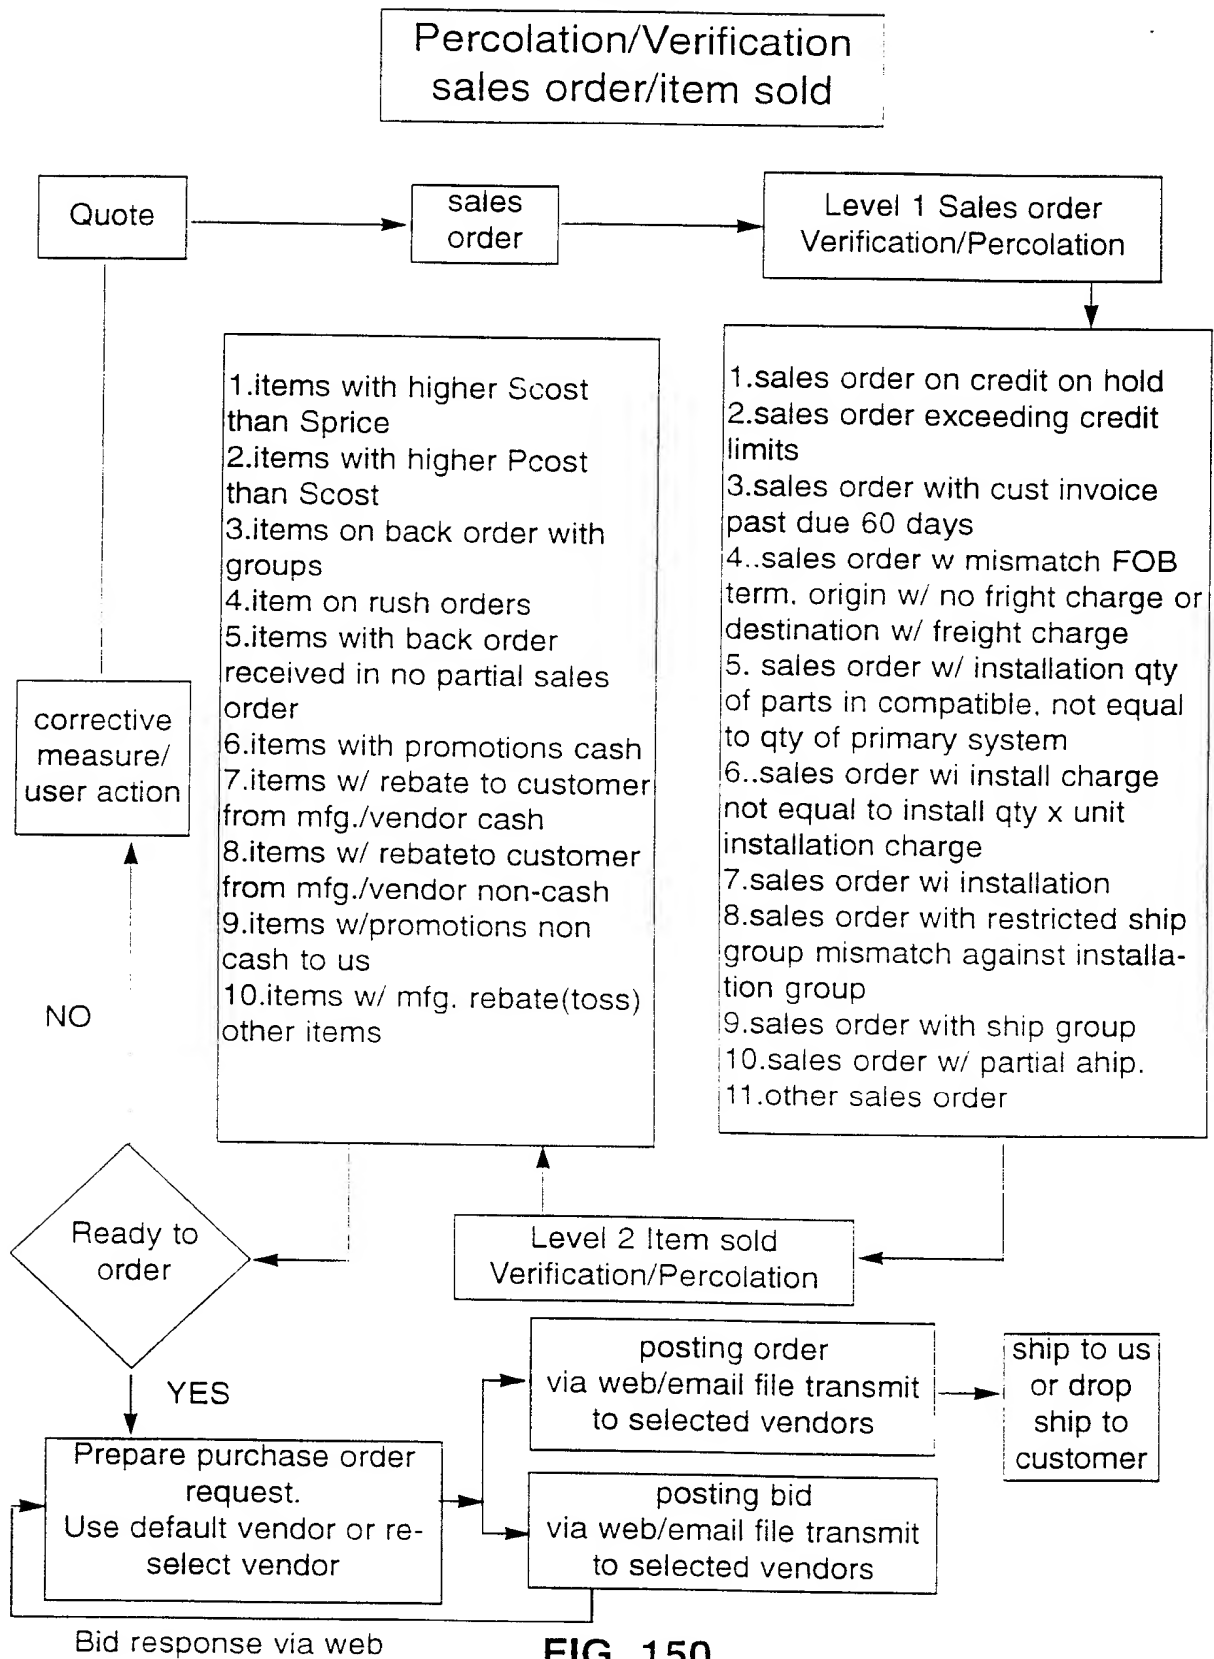 Percolation/Verification
sales order/item sold
Quote
sales
order
Level 1 Sales order
Verification/Percolation
1.sales order on credit on hold
2.sales order exceeding credit
limits
3.sales order with cust invoice
past due 60 days
4..sales order w mismatch FOB
term. origin w/ no fright charge or
destination w/ freight charge
5. sales order w/ installation qty
of parts in compatible. not equal
to qty of primary system
6..sales order wi install charge
not equal to install qty x unit
installation charge
7.sales order wi installation
8.sales order with restricted ship
group mismatch against installa-
tion group
9.sales order with ship group
10.sales order w/ partial ahip.
11.other sales order
Level 2 Item sold
Verification/Percolation
1.items with higher Scost
than Sprice
2.items with higher Pcost
than Scost
3.items on back order with
groups
4.item on rush orders
5.items with back order
received in no partial sales
order
6.items with promotions cash
7.items w/ rebate to customer
from mfg./vendor cash
8.items w/ rebateto customer
from mfg./vendor non-cash
9.items w/promotions non
cash to us
10.items w/ mfg. rebate(toss)
other items
Ready to
order
NO
corrective
measure/
user action
YES
Prepare purchase order
request.
Use default vendor or re-
select vendor
posting order
via web/email file transmit
to selected vendors
ship to us
or drop
ship to
customer
posting bid
via web/email file transmit
to selected vendors
Bid response via web
FIG. 150